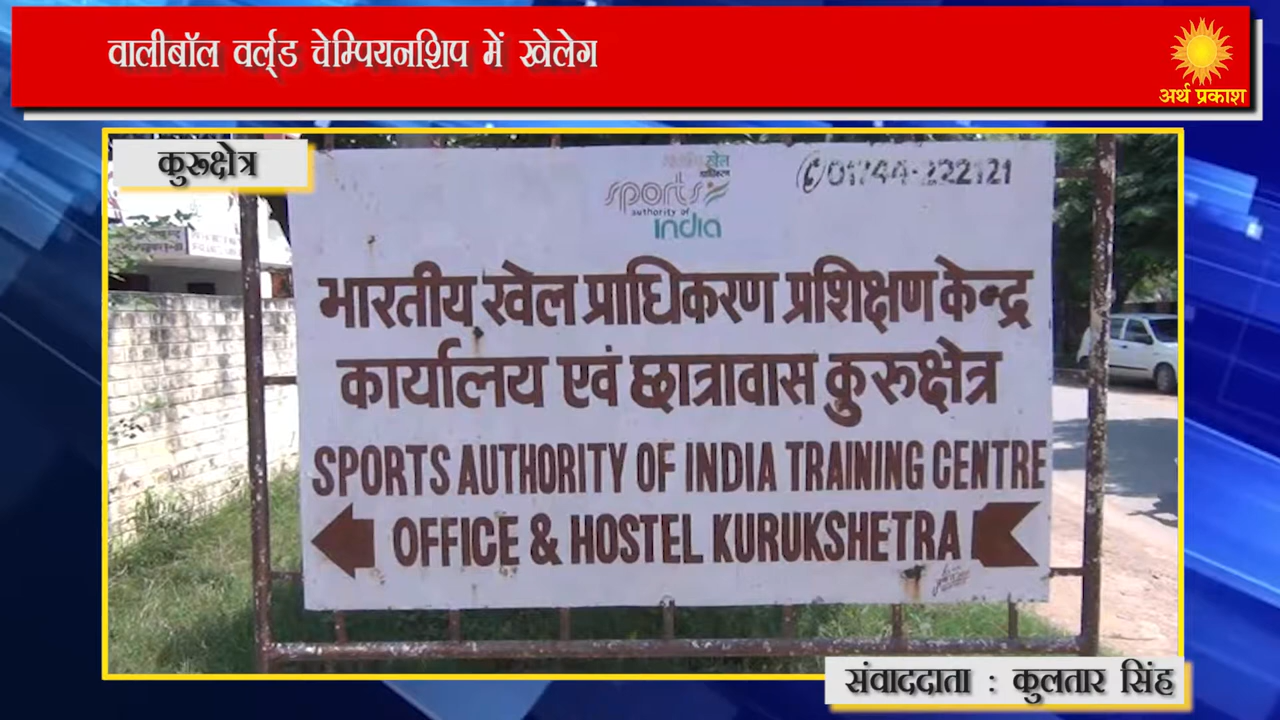 वालीबॉल वर्ल्ड चेम्पियनशिप में खेलेग
अर्थ प्रकाश
कुरूक्षेत्र
खेल
sports
authority of
india
01744-222121
भारतीय खेल प्राधिकरण प्रशिक्षण केन्द्र
कार्यालय एवं छात्रावास कुरूक्षेत्र
SPORTS AUTHORITY OF INDIA TRAINING CENTRE
OFFICE & HOSTEL KURUKSHETRA
संवाददाता : कुलतार सिंह